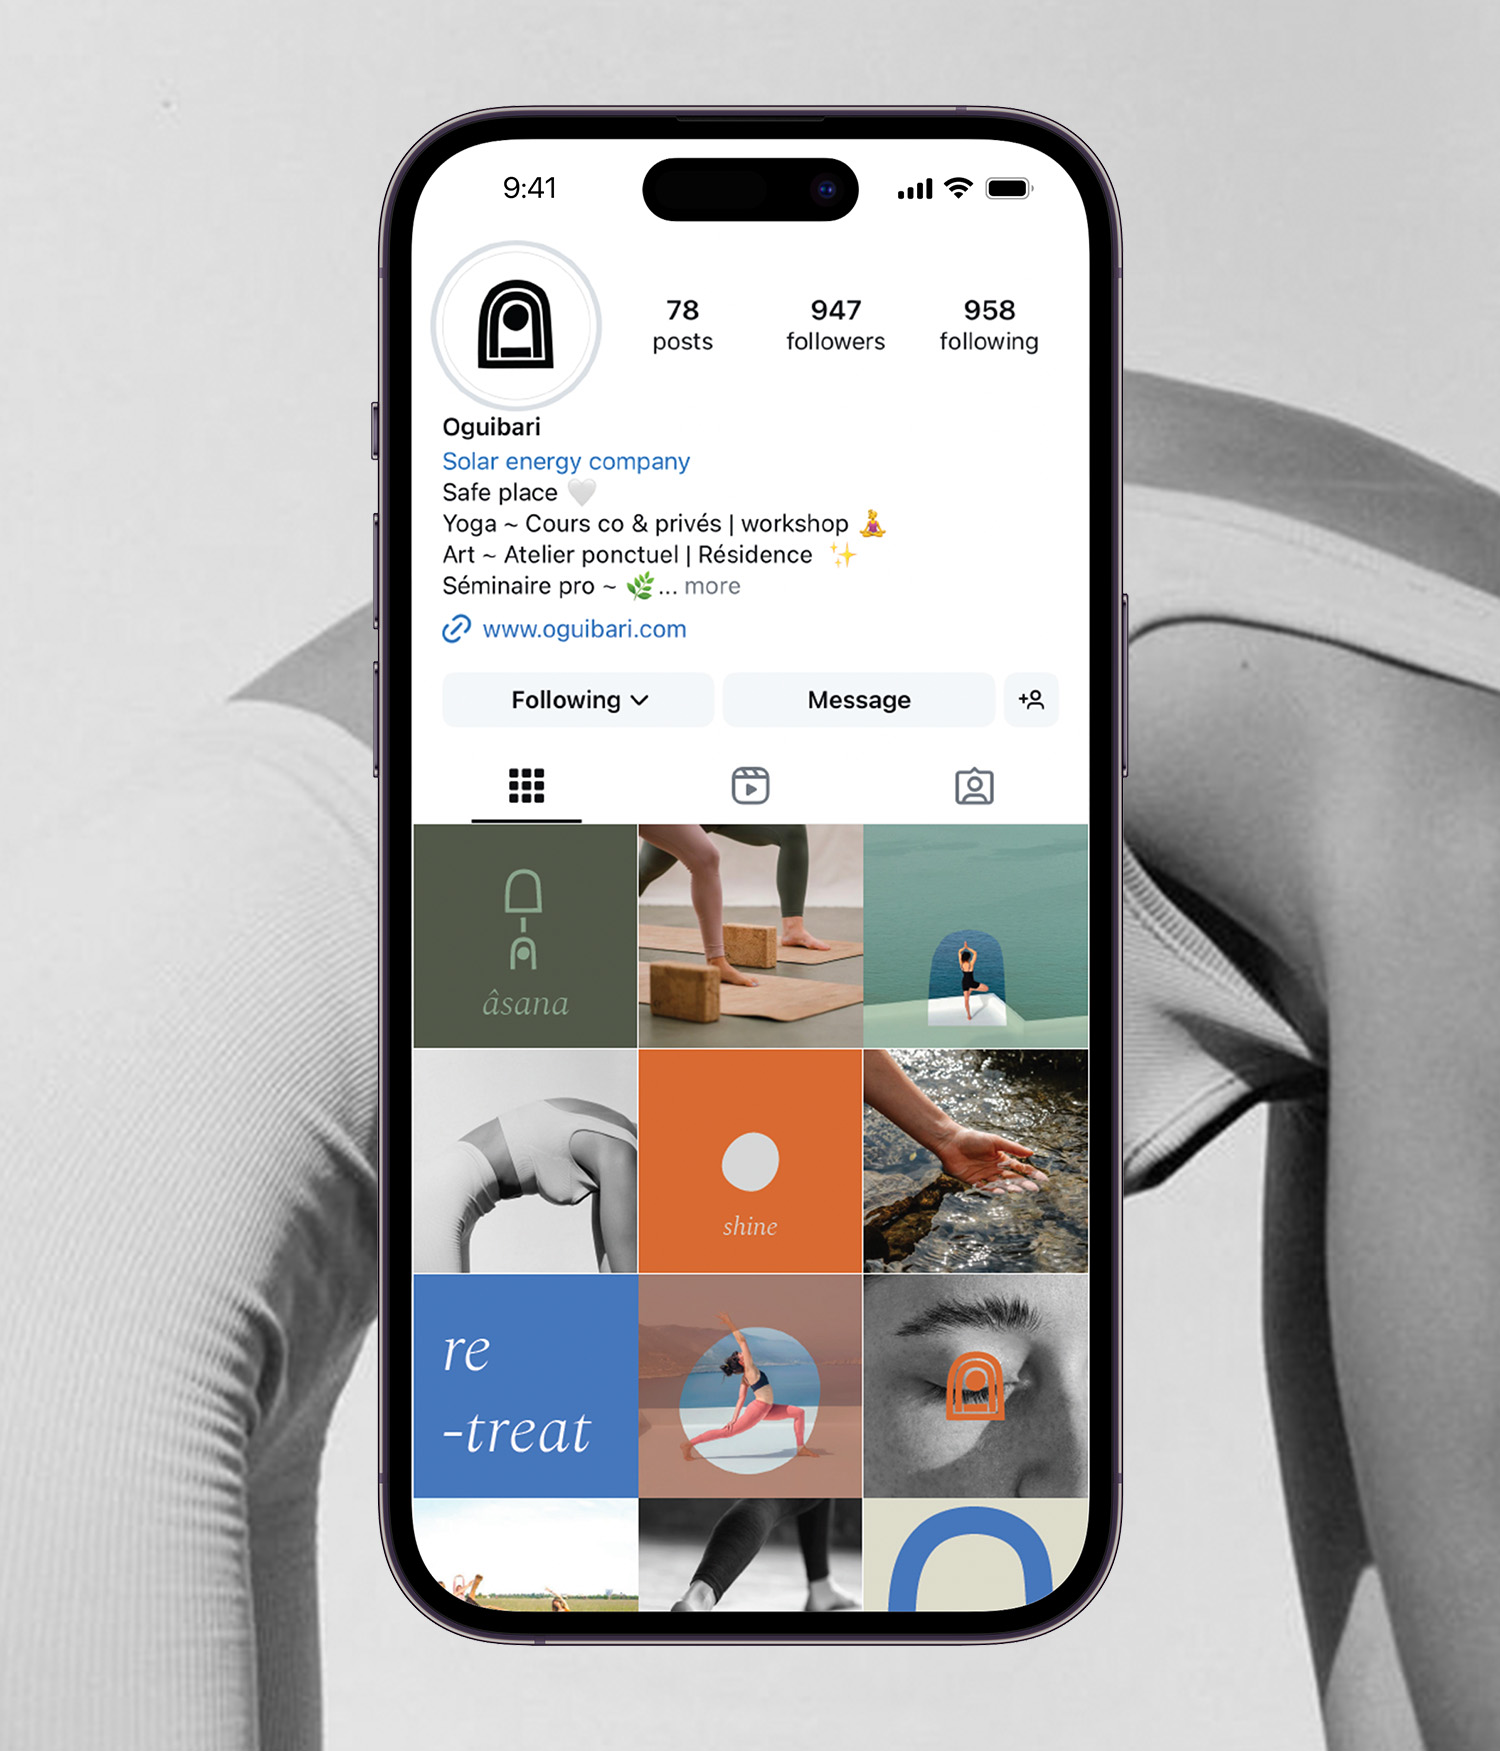 9:41
78 947 958
posts followers following
Oguibari
Solar energy company
Safe place 🤍
Yoga ~ Cours co & privés | workshop 🧘‍♀️
Art ~ Atelier ponctuel | Résidence ✨
Séminaire pro ~ 🌿... more
www.oguibari.com
Following Message
âsana
shine
re
-treat